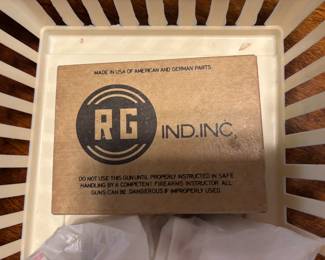 MADE IN USA OF AMERICAN AND GERMAN PARTS
RG IND.INC.
DO NOT USE THIS GUN UNTIL PROPERLY INSTRUCTED IN SAFE
HANDLING BY A COMPETENT FIREARMS INSTRUCTOR. ALL
GUNS CAN BE DANGEROUS IF IMPROPERLY USED.